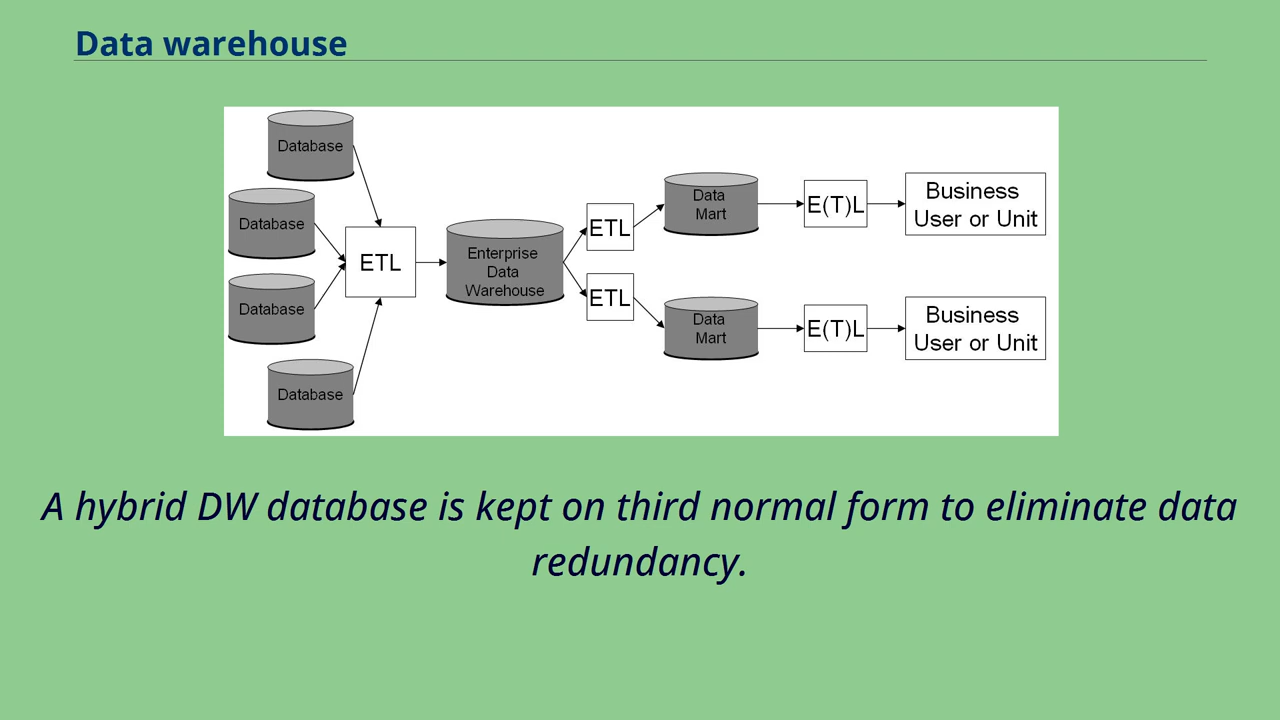 Data warehouse
Database
Database
Database
Database
ETL
Enterprise
Data
Warehouse
ETL
ETL
Data
Mart
Data
Mart
E(T)L
E(T)L
Business
User or Unit
Business
User or Unit
A hybrid DW database is kept on third normal form to eliminate data
redundancy.